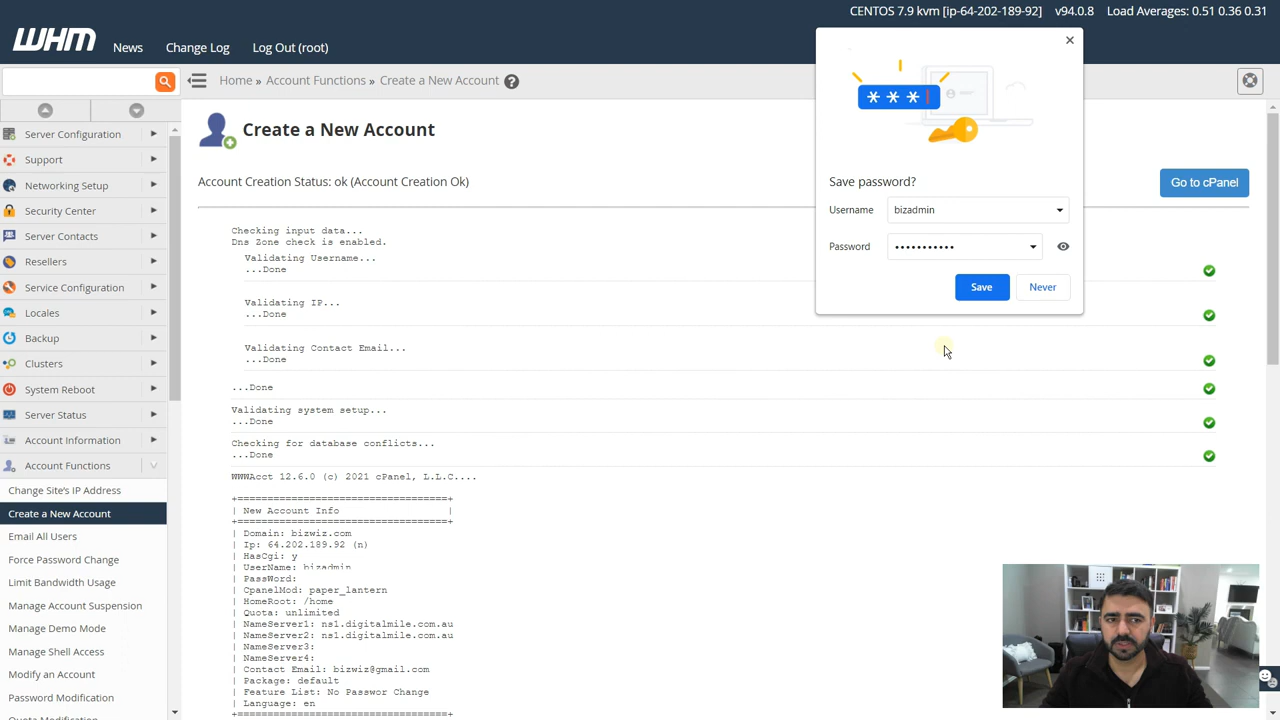 CENTOS 7.9 kvm [ip-64-202-189-92] v94.0.8 Load Averages: 0.51 0.36 0.31
WHM News Change Log Log Out (root)
Home » Account Functions » Create a New Account
Create a New Account
Account Creation Status: ok (Account Creation Ok)
Go to cPanel
Save password?
Username bizadmin
Password •••••••••••
Save Never
Server Configuration
Support
Networking Setup
Security Center
Server Contacts
Resellers
Service Configuration
Locales
Backup
Clusters
System Reboot
Server Status
Account Information
Account Functions
Change Site's IP Address
Create a New Account
Email All Users
Force Password Change
Limit Bandwidth Usage
Manage Account Suspension
Manage Demo Mode
Manage Shell Access
Modify an Account
Password Modification
Quota Modification
Checking input data...
Dns Zone check is enabled.
Validating Username...
...Done
Validating IP...
...Done
Validating Contact Email...
...Done
...Done
Validating system setup...
...Done
Checking for database conflicts...
...Done
WWWAcct 12.6.0 (c) 2021 cPanel, L.L.C....
+===================================+
| New Account Info |
+===================================+
| Domain: bizwiz.com
| Ip: 64.202.189.92 (n)
| HasCgi: y
| UserName: bizadmin
| PassWord:
| CpanelMod: paper_lantern
| HomeRoot: /home
| Quota: unlimited
| NameServer1: ns1.digitalmile.com.au
| NameServer2: ns1.digitalmile.com.au
| NameServer3:
| NameServer4:
| Contact Email: bizwiz@gmail.com
| Package: default
| Feature List: No Passwor Change
| Language: en
+===================================+